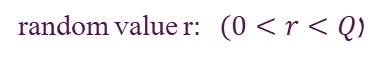 random value r: (0 < r < Q)